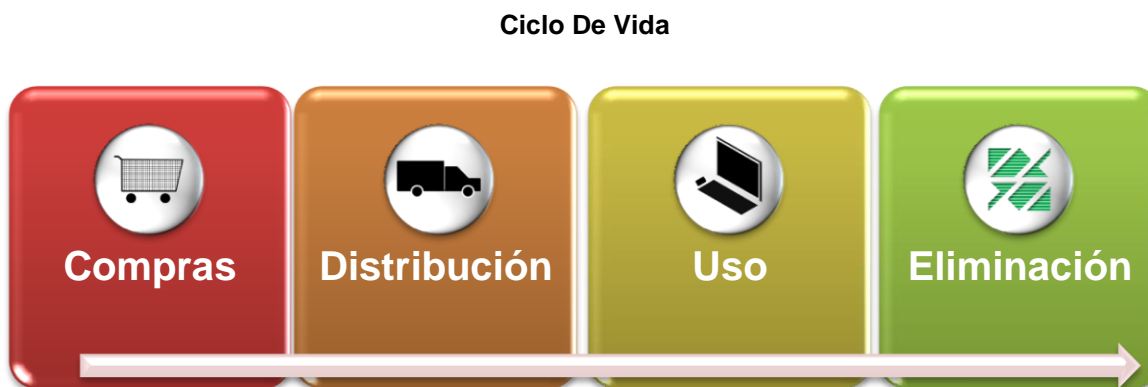 Ciclo De Vida
Compras
Distribución
Uso
Eliminación